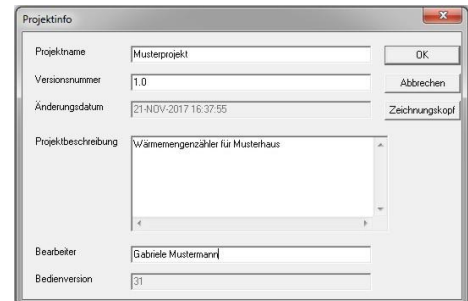 Projektinfo
Projektname Musterprojekt OK
Versionsnummer 1.0 Abbrechen
Änderungsdatum 21-NOV-2017 16:37:55 Zeichnungskopf
Projektbeschreibung Wärmemengenzähler für Musterhaus
Bearbeiter Gabriele Mustermann
Bedienversion 31